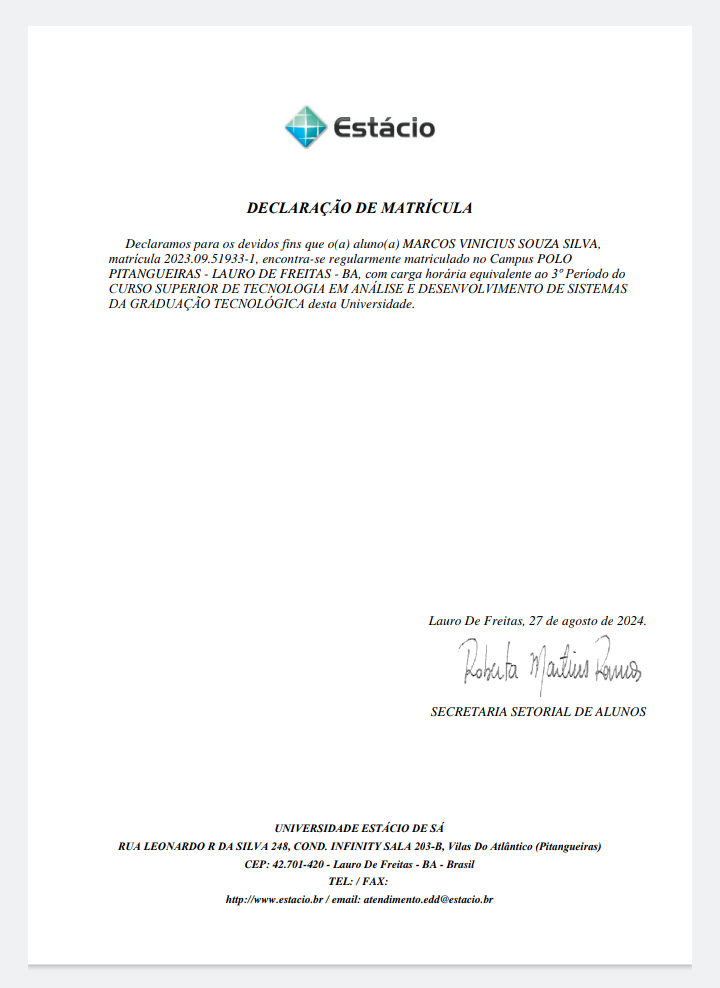 Estácio
DECLARAÇÃO DE MATRÍCULA
Declaramos para os devidos fins que o(a) aluno(a) MARCOS VINICIUS SOUZA SILVA,
matrícula 2023.09.51933-1, encontra-se regularmente matriculado no Campus POLO
PITANGUEIRAS - LAURO DE FREITAS - BA, com carga horária equivalente ao 3º Período do
CURSO SUPERIOR DE TECNOLOGIA EM ANÁLISE E DESENVOLVIMENTO DE SISTEMAS
DA GRADUAÇÃO TECNOLÓGICA desta Universidade.
Lauro De Freitas, 27 de agosto de 2024.
Roberta Martins Ramos
SECRETARIA SETORIAL DE ALUNOS
UNIVERSIDADE ESTÁCIO DE SÁ
RUA LEONARDO R DA SILVA 248, COND. INFINITY SALA 203-B, Vilas Do Atlântico (Pitangueiras)
CEP: 42.701-420 - Lauro De Freitas - BA - Brasil
TEL: / FAX:
http://www.estacio.br / email: atendimento.edd@estacio.br